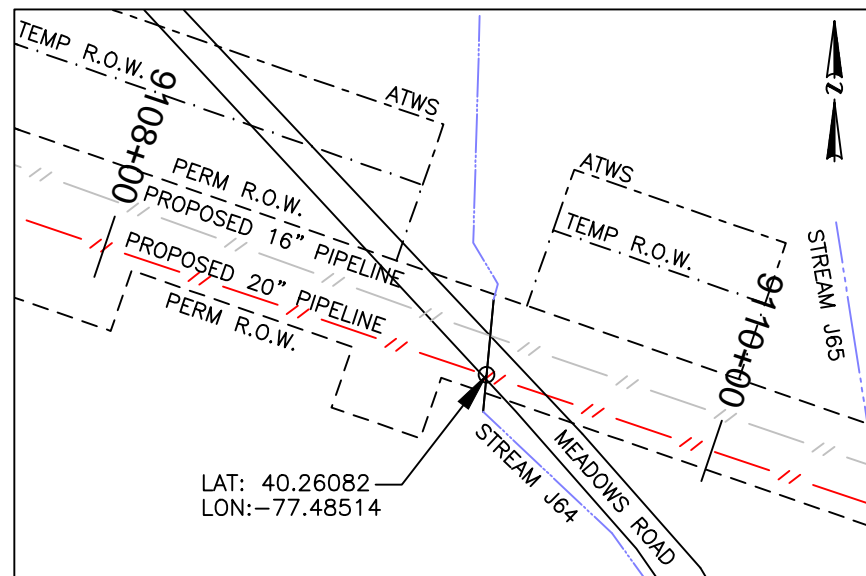 TEMP R.O.W.
9108+00
ATWS
PERM R.O.W.
PROPOSED 16” PIPELINE
PROPOSED 20” PIPELINE
PERM R.O.W.
N
ATWS
TEMP R.O.W.
STREAM J65
9110+00
LAT: 40.26082
LON:-77.48514
STREAM J64
MEADOWS ROAD